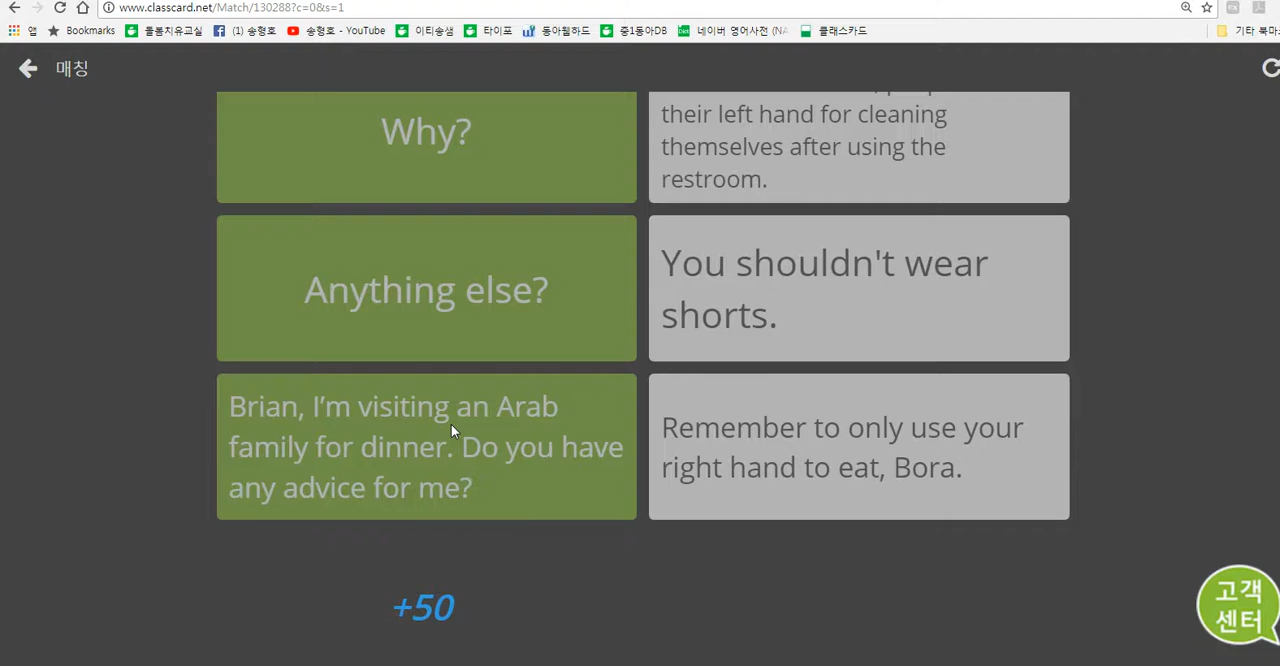 www.classcard.net/Match/130288?c=0&s=1
앱 Bookmarks 돌봄치유교실 (1) 송형호 송형호 - YouTube 이티송샘 타이포 동아월하드 중1동아DB 네이버 영어사전 (NA 클래스카드 기타 북마
매칭
Why?
their left hand for cleaning
themselves after using the
restroom.
Anything else?
You shouldn't wear
shorts.
Brian, I’m visiting an Arab
family for dinner. Do you have
any advice for me?
Remember to only use your
right hand to eat, Bora.
+50
고객
센터